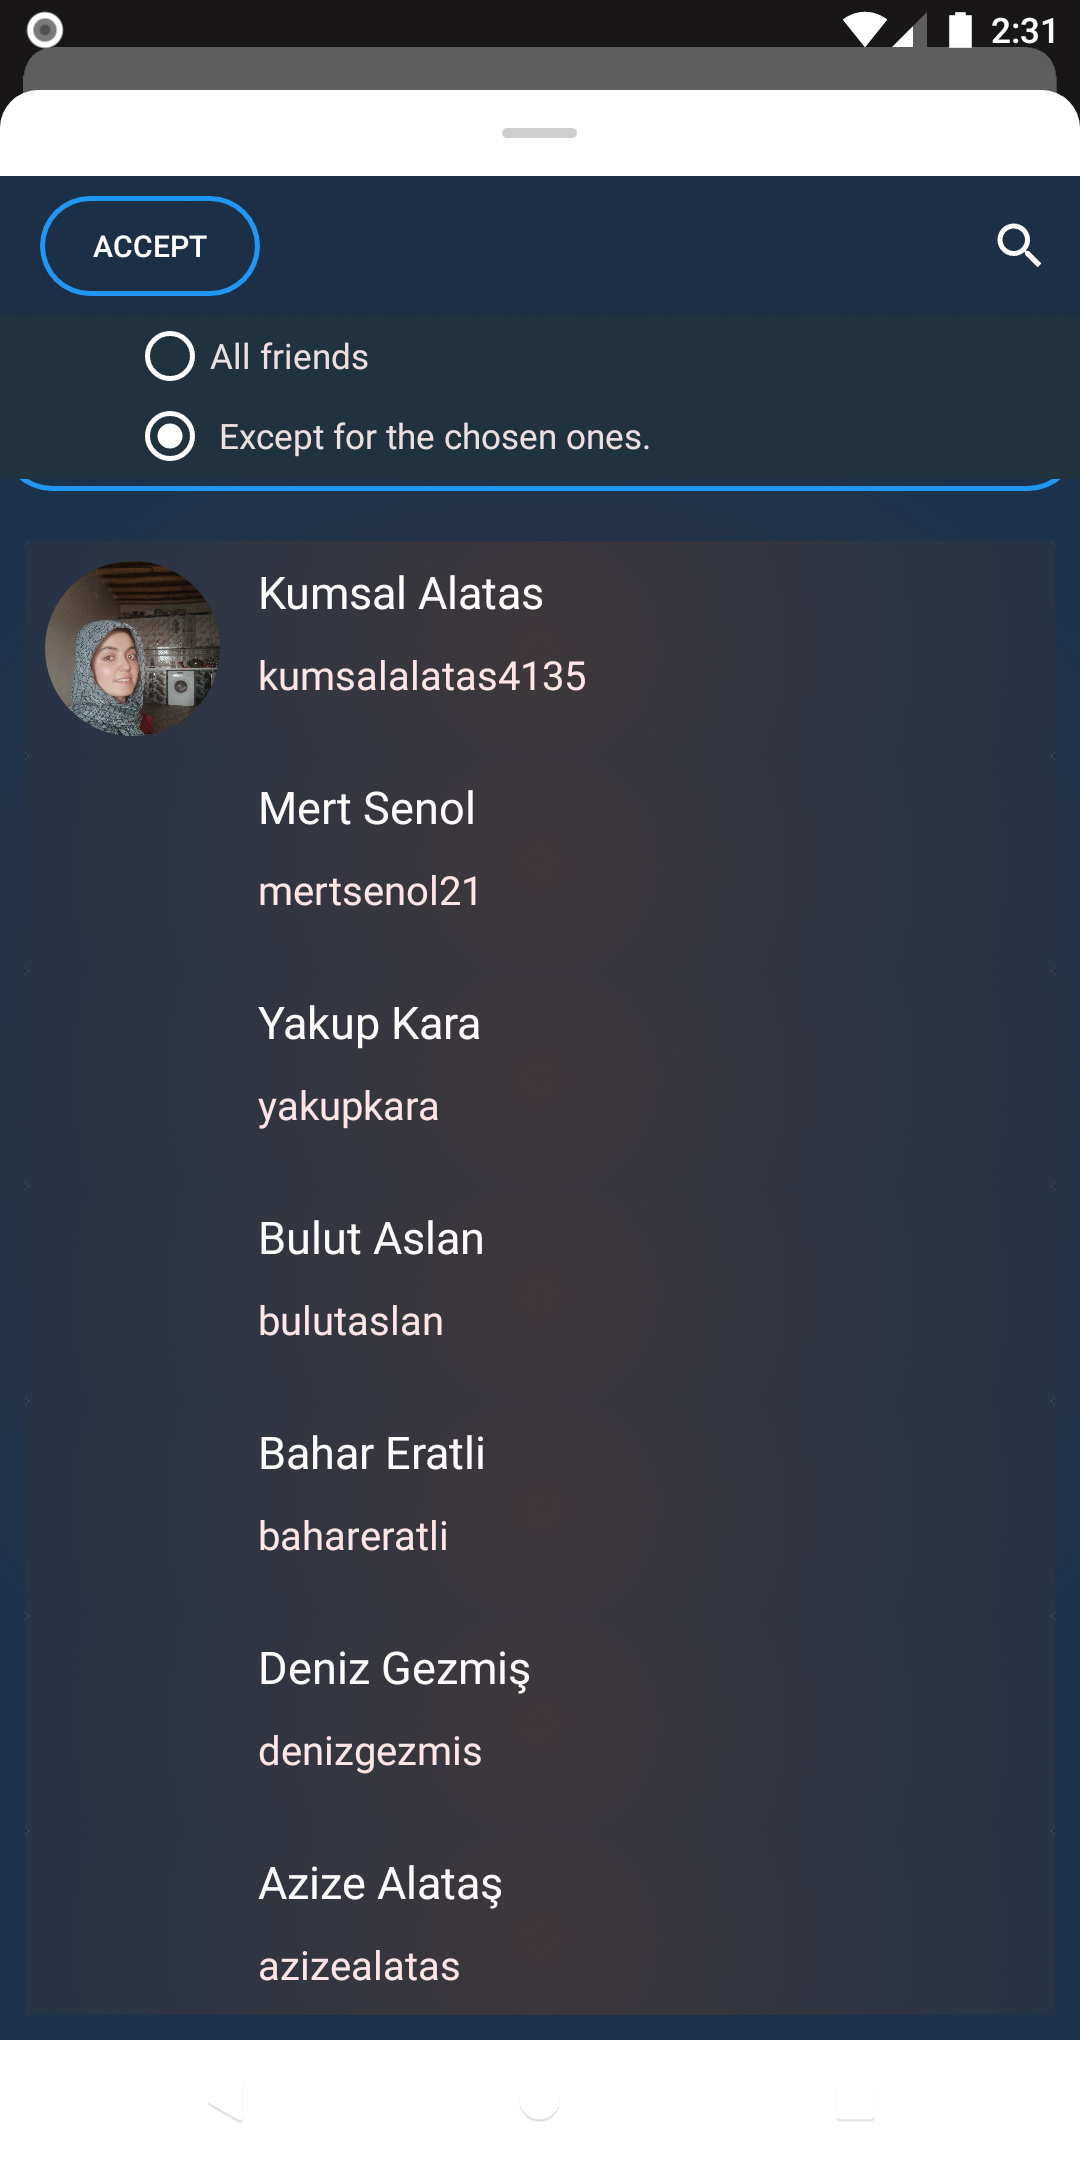 2:31
ACCEPT
All friends
Except for the chosen ones.
Kumsal Alatas
kumsalalatas4135
Mert Senol
mertsenol21
Yakup Kara
yakupkara
Bulut Aslan
bulutaslan
Bahar Eratli
bahareratli
Deniz Gezmiş
denizgezmis
Azize Alataş
azizealatas